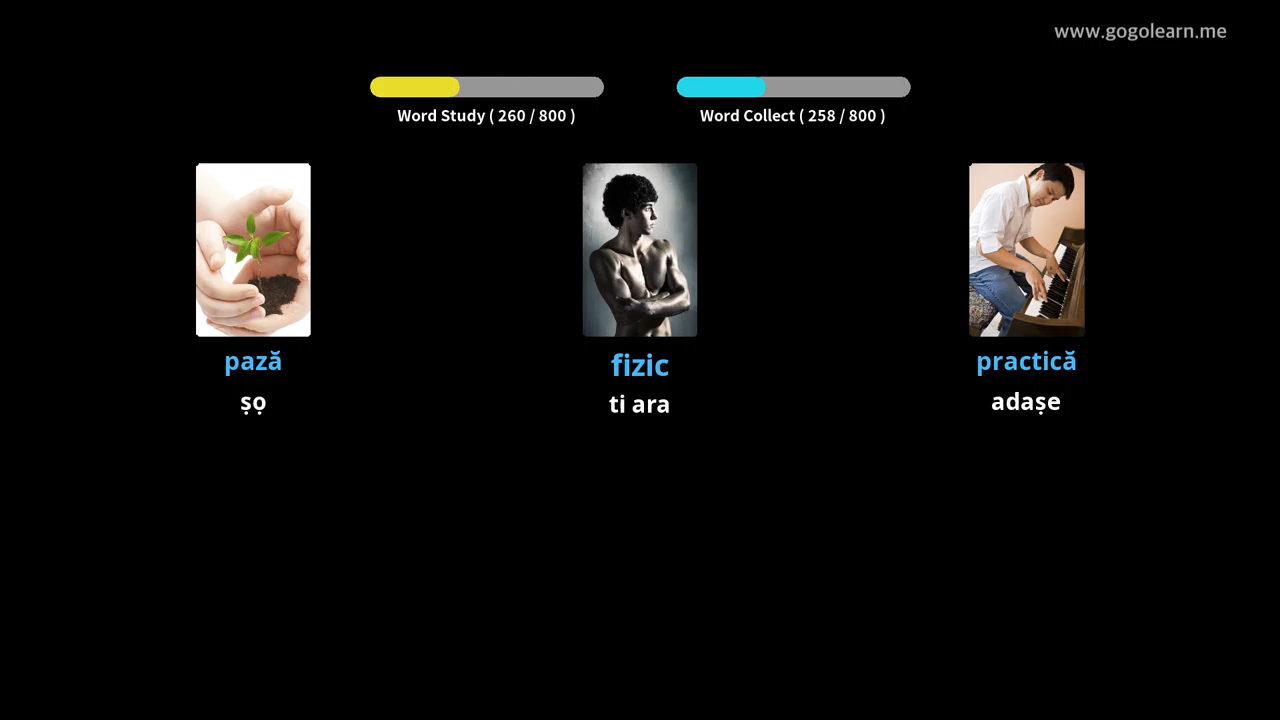 www.gogolearn.me
Word Study ( 260 / 800 )
Word Collect ( 258 / 800 )
pază
fizic
practică
ṣọ
ti ara
adaṣe